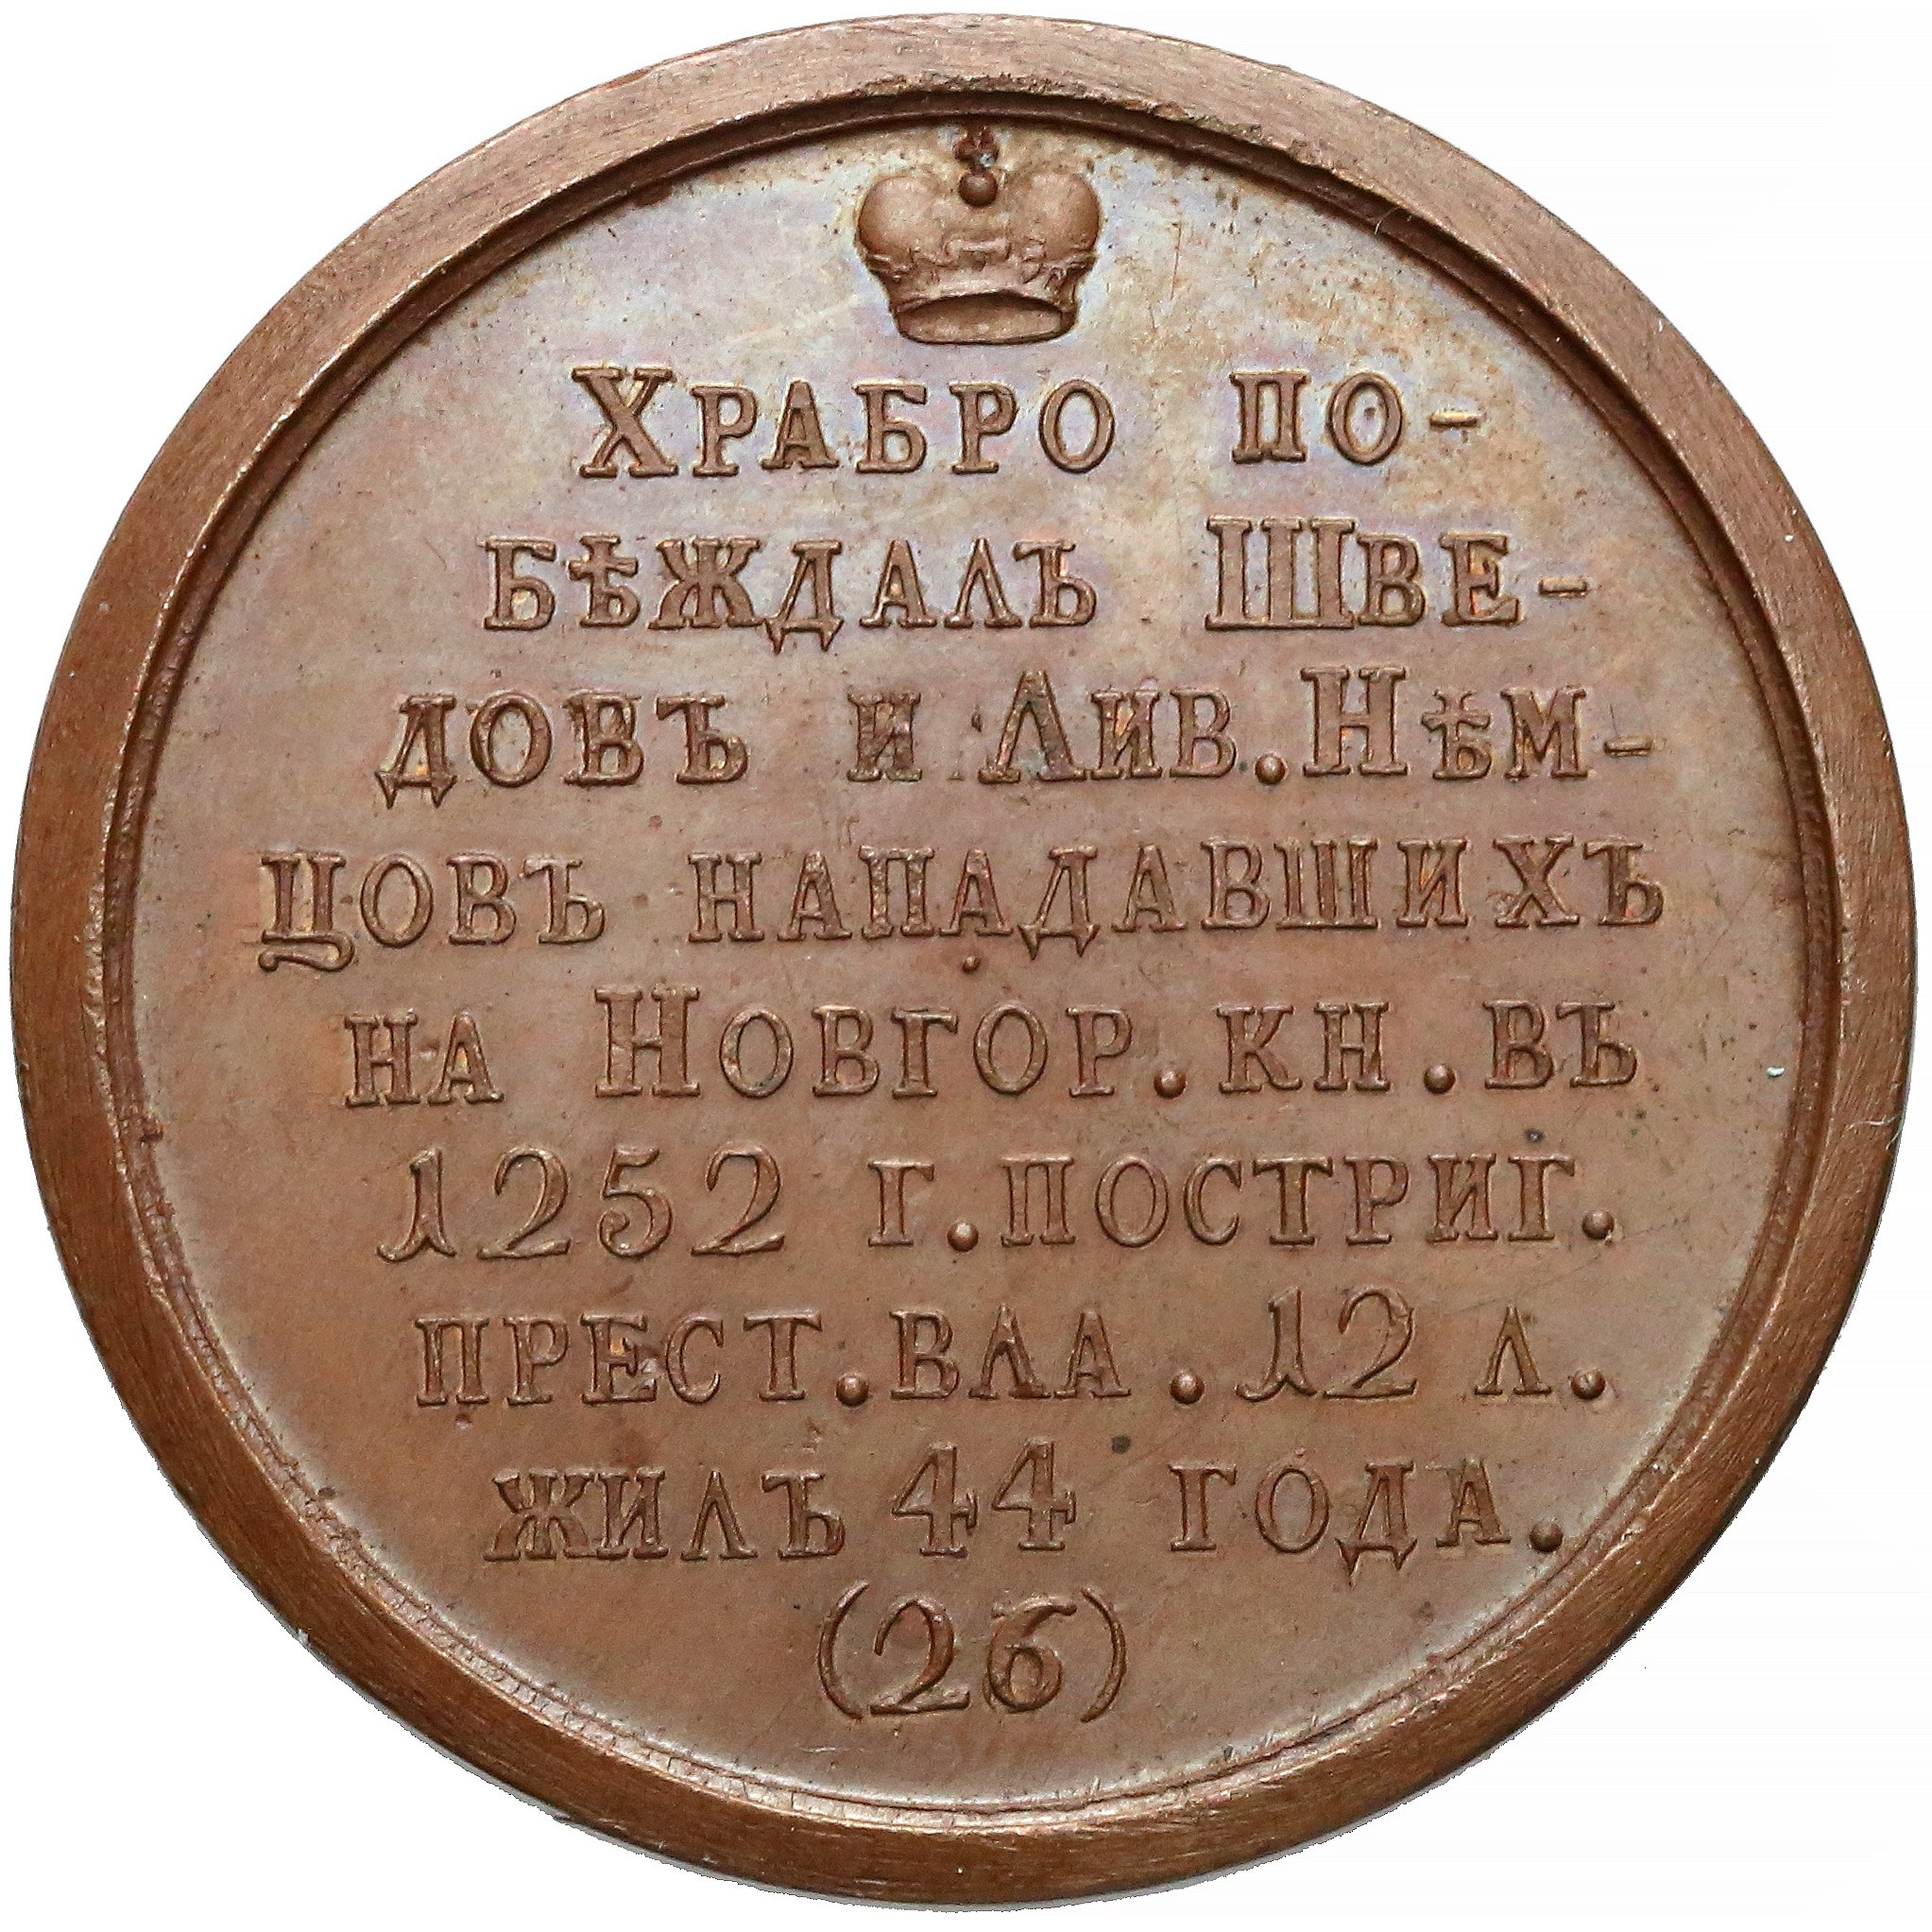 Храбро по-
бѣждалъ Шве-
довъ и Лив. Нѣм-
цовъ нападавшихъ
на Новгор. кн. въ
1252 г. постриг.
прест. вла. 12 л.
жилъ 44 года.
(26)